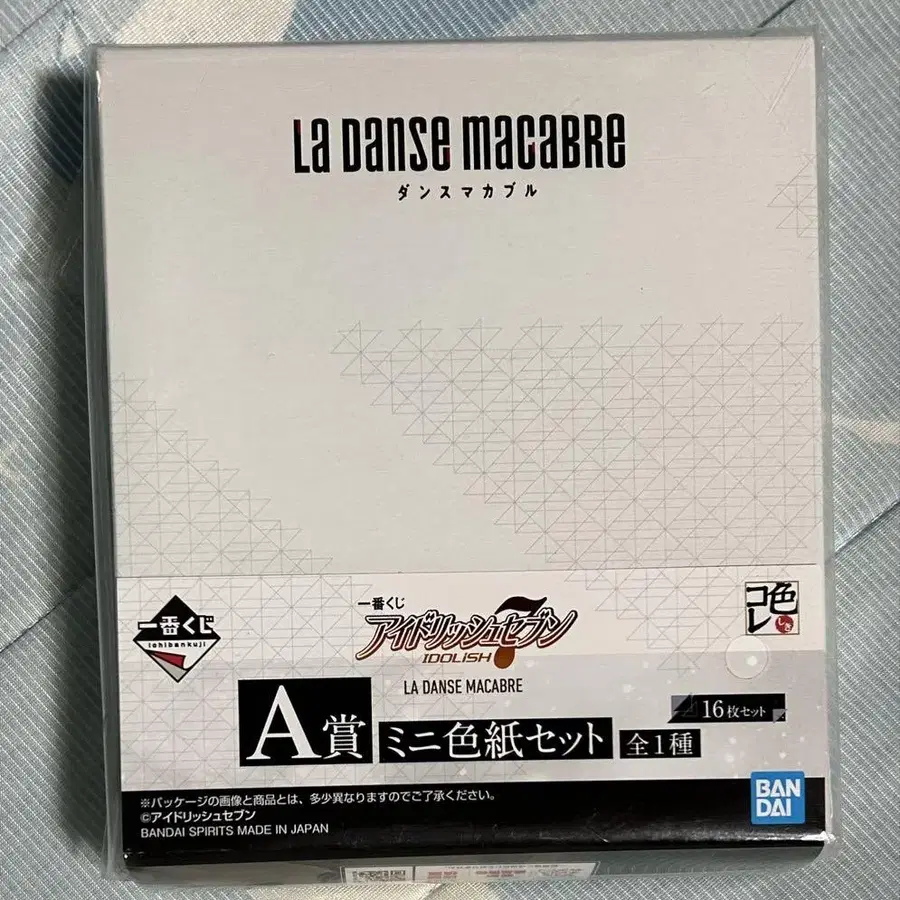 LA DANSE MACABRE
ダンスマカブル
一番くじ
ichibankuji
一番くじ
アイドリッシュセブン
IDOLiSH7
LA DANSE MACABRE
色コレ
しき
A賞
ミニ色紙セット
全1種
16枚セット
※パッケージの画像と商品とは、多少異なりますのでご了承ください。
©アイドリッシュセブン
BANDAI SPIRITS MADE IN JAPAN
BANDAI